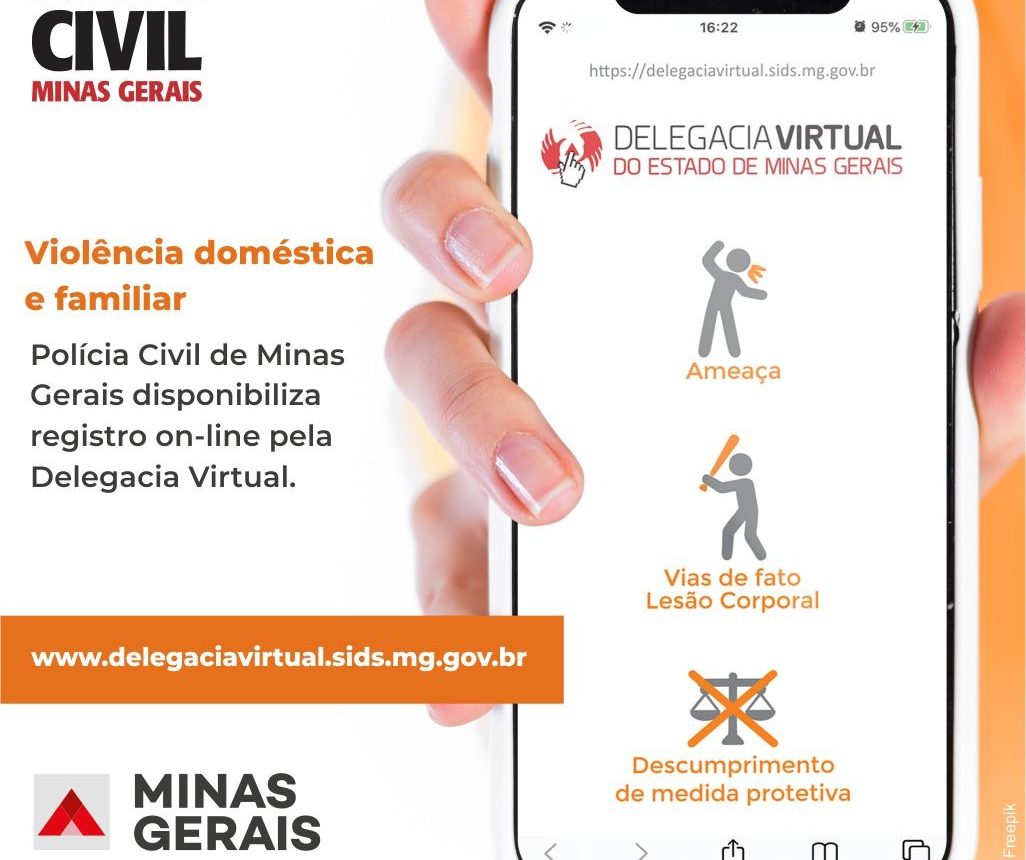 CIVIL
MINAS GERAIS
Violência doméstica
e familiar
Polícia Civil de Minas
Gerais disponibiliza
registro on-line pela
Delegacia Virtual.
www.delegaciavirtual.sids.mg.gov.br
MINAS
GERAIS
16:22
95%
https://delegaciavirtual.sids.mg.gov.br
DELEGACIAVIRTUAL
DO ESTADO DE MINAS GERAIS
Ameaça
Vias de fato
Lesão Corporal
Descumprimento
de medida protetiva
Freepik